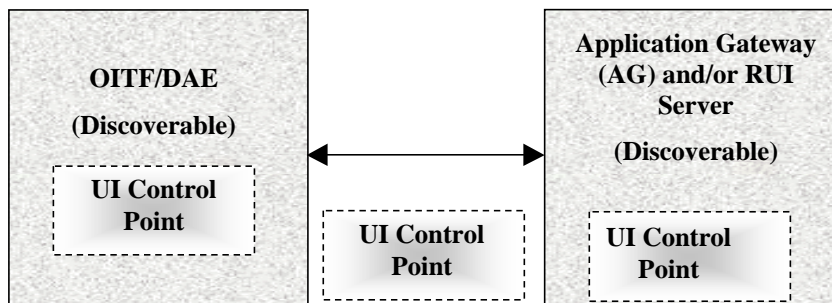 OITF/DAE
(Discoverable)
UI Control
Point
UI Control
Point
Application Gateway
(AG) and/or RUI
Server
(Discoverable)
UI Control
Point